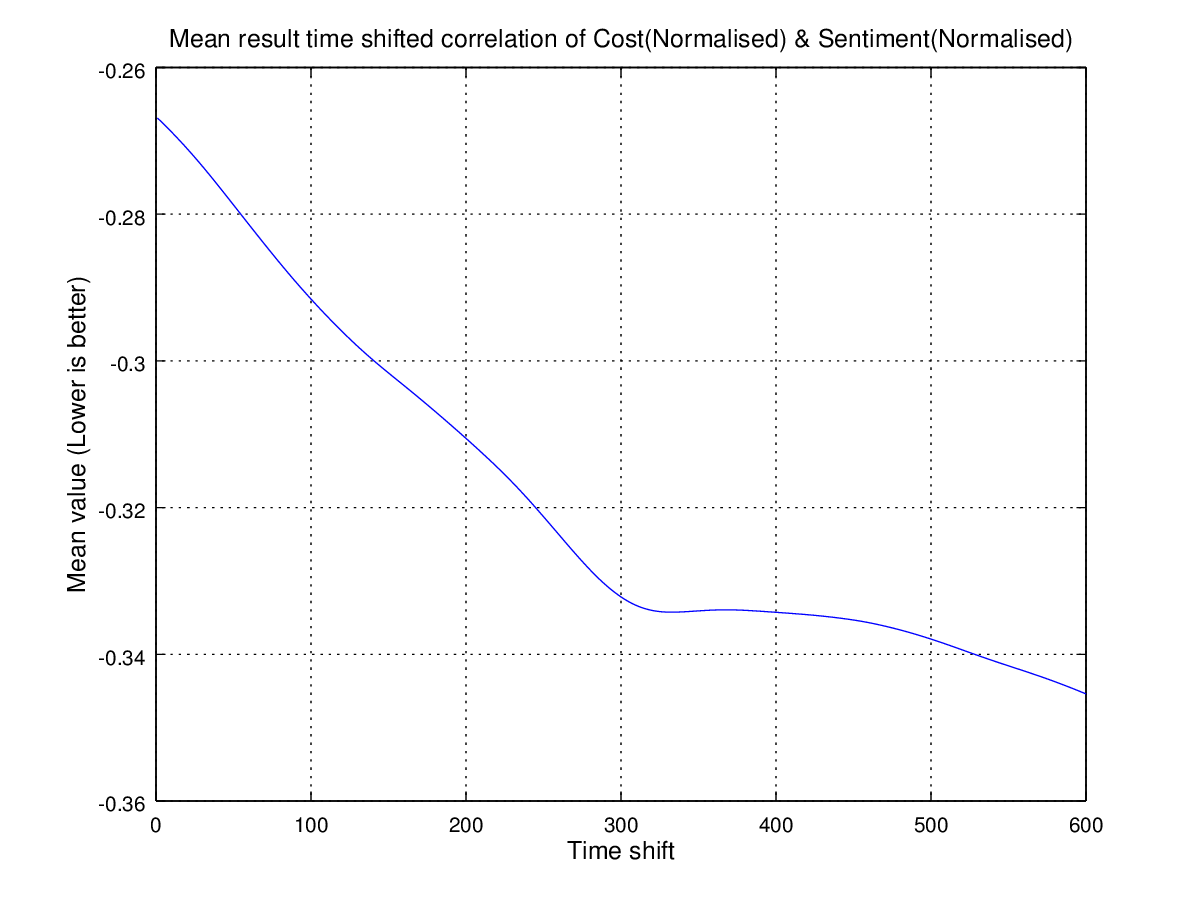 Mean result time shifted correlation of Cost(Normalised) & Sentiment(Normalised)
-0.26
-0.28
-0.3
-0.32
-0.34
-0.36
Mean value (Lower is better)
0 100 200 300 400 500 600
Time shift